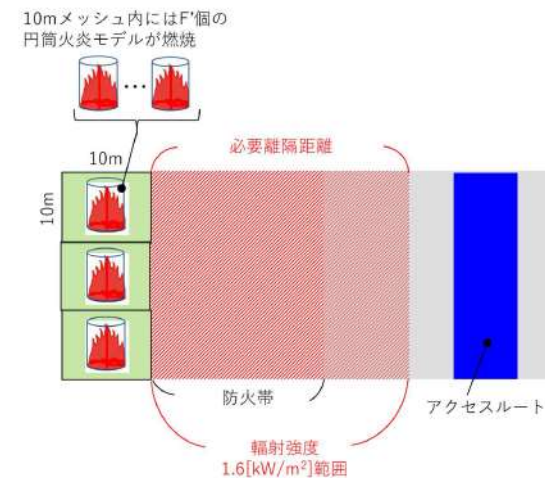 10mメッシュ内にはF’個の
円筒火炎モデルが燃焼
10m
必要離隔距離
10m
防火帯
アクセスルート
輻射強度
1.6[kW/m²]範囲